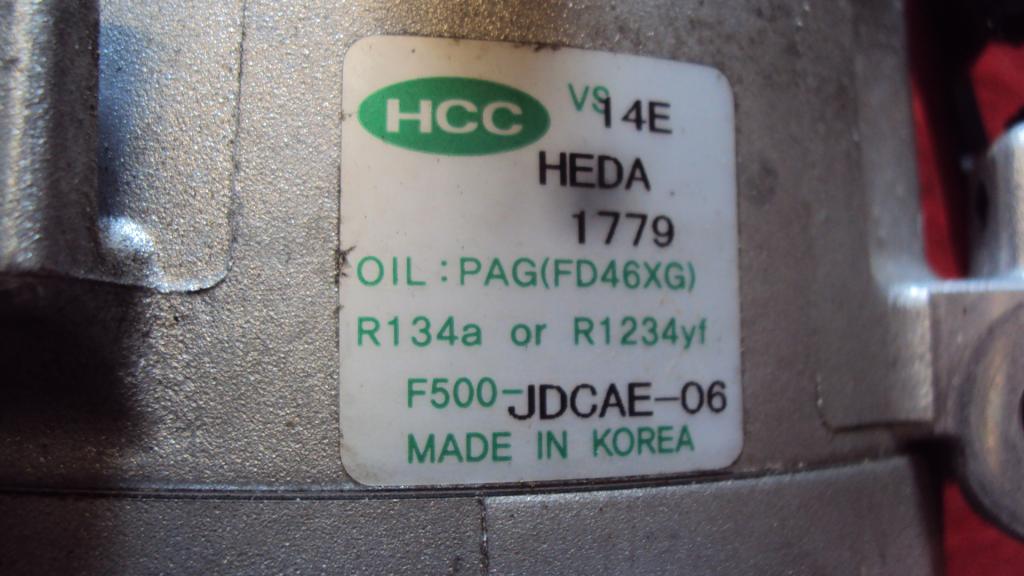 HCC VS14E
HEDA
1779
OIL : PAG(FD46XG)
R134a or R1234yf
F500-JDCAE-06
MADE IN KOREA